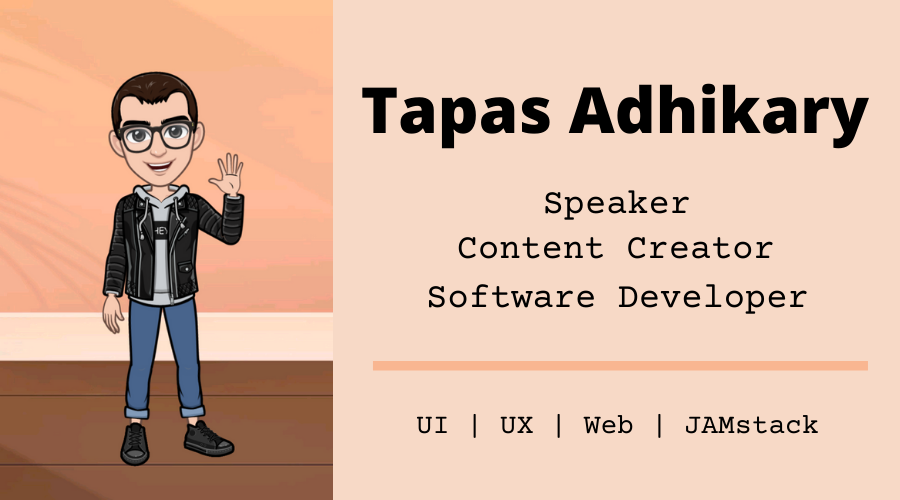 Tapas Adhikary
Speaker
Content Creator
Software Developer
UI | UX | Web | JAMstack